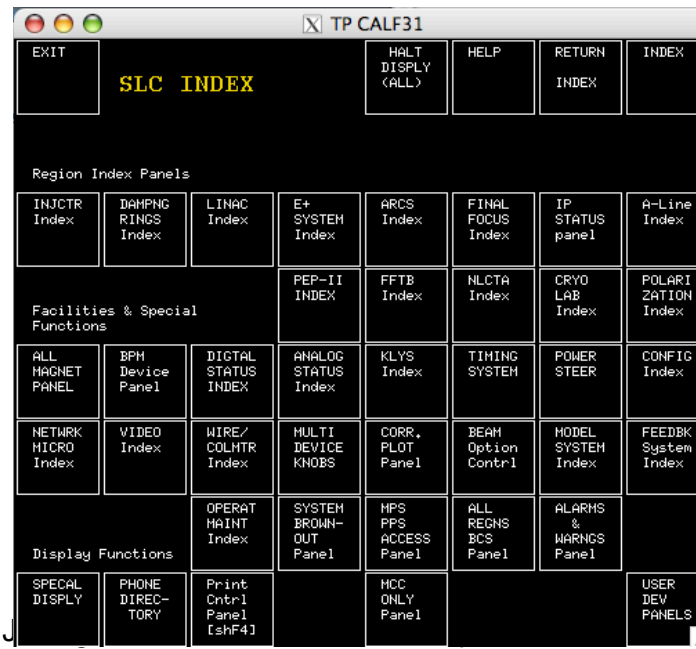 TP CALF31
EXIT
SLC INDEX
HALT
DISPLY
(ALL)
HELP
RETURN
INDEX
INDEX
Region Index Panels
INJCTR
Index
DAMPNG
RINGS
Index
LINAC
Index
E+
SYSTEM
Index
ARCS
Index
FINAL
FOCUS
Index
IP
STATUS
panel
A-Line
Index
Facilities & Special
Functions
PEP-II
INDEX
FFTB
Index
NLCTA
Index
CRYO
LAB
Index
POLARI
ZATION
Index
ALL
MAGNET
PANEL
BPM
Device
Panel
DIGTAL
STATUS
INDEX
ANALOG
STATUS
Index
KLYS
Index
TIMING
SYSTEM
POWER
STEER
CONFIG
Index
NETWRK
MICRO
Index
VIDEO
Index
WIRE/
COLMTR
Index
MULTI
DEVICE
KNOBS
CORR.
PLOT
Panel
BEAM
Option
Contrl
MODEL
SYSTEM
Index
FEEDBK
System
Index
Display Functions
OPERAT
MAINT
Index
SYSTEM
BROWN-
OUT
Panel
MPS
PPS
ACCESS
Panel
ALL
REGNS
BCS
Panel
ALARMS
&
WARNGS
Panel
SPECAL
DISPLY
PHONE
DIREC-
TORY
Print
Cntrl
Panel
[shF4]
MCC
ONLY
Panel
USER
DEV
PANELS